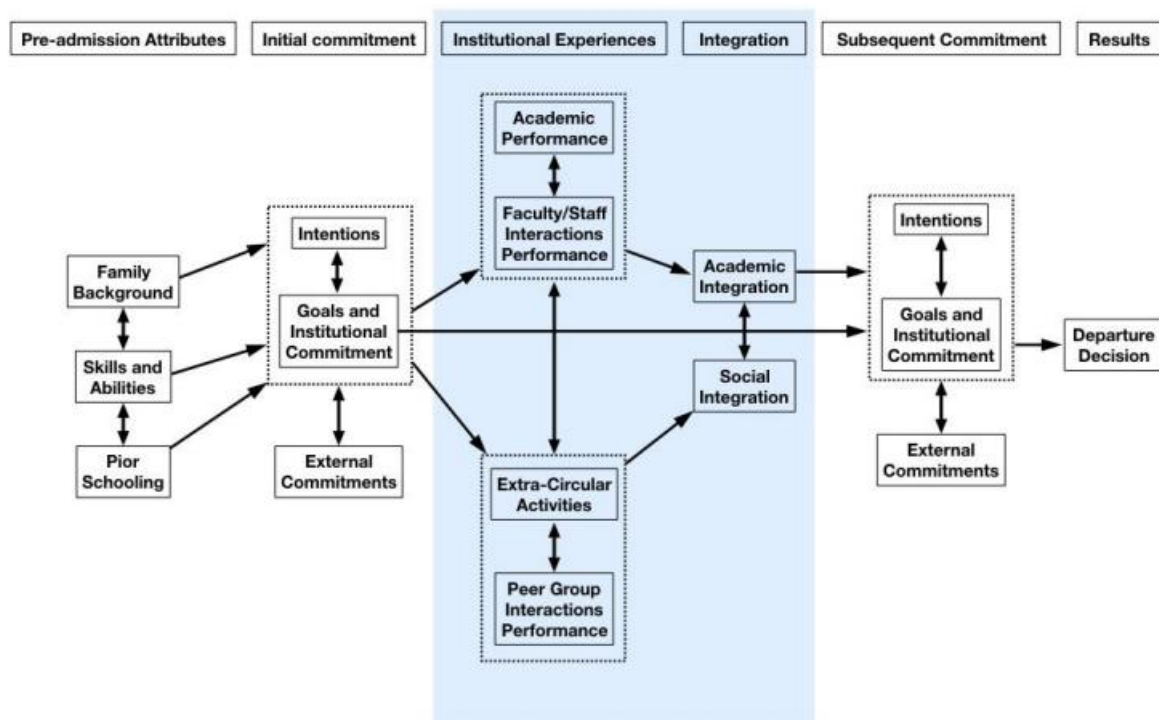 Pre-admission Attributes
Initial commitment
Institutional Experiences
Integration
Subsequent Commitment
Results
Family
Background
Skills and
Abilities
Pior
Schooling
Intentions
Goals and
Institutional
Commitment
External
Commitments
Academic
Performance
Faculty/Staff
Interactions
Performance
Extra-Circular
Activities
Peer Group
Interactions
Performance
Academic
Integration
Social
Integration
Intentions
Goals and
Institutional
Commitment
External
Commitments
Departure
Decision